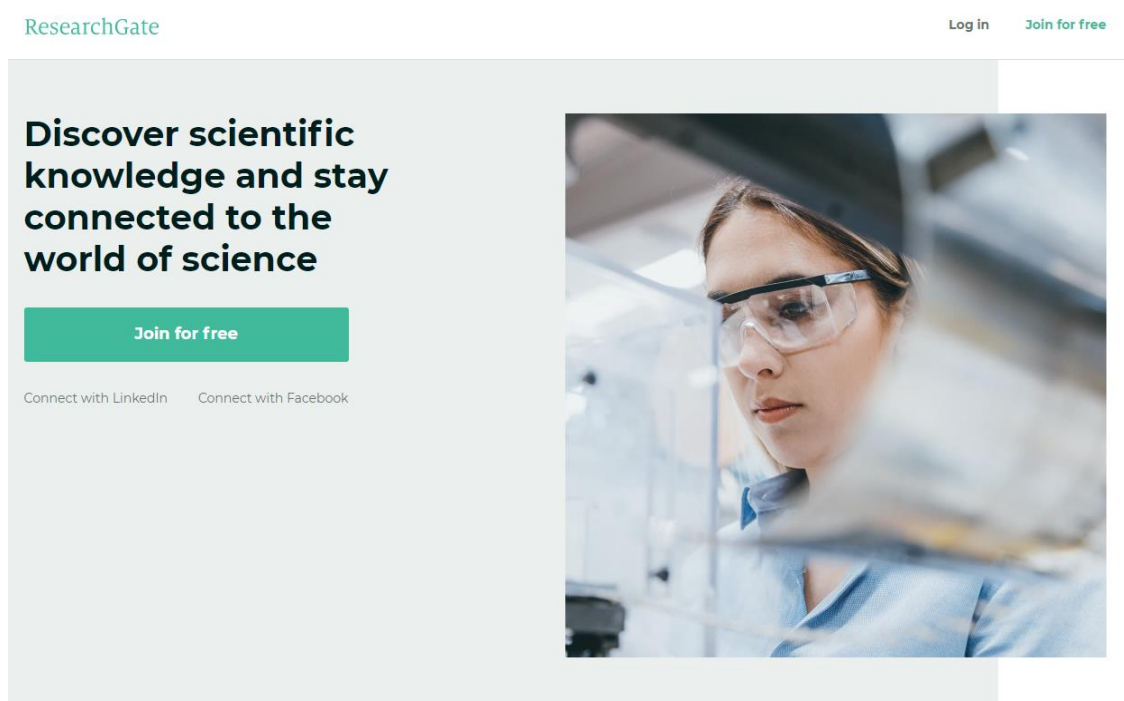 ResearchGate
Log in
Join for free
Discover scientific
knowledge and stay
connected to the
world of science
Join for free
Connect with LinkedIn
Connect with Facebook